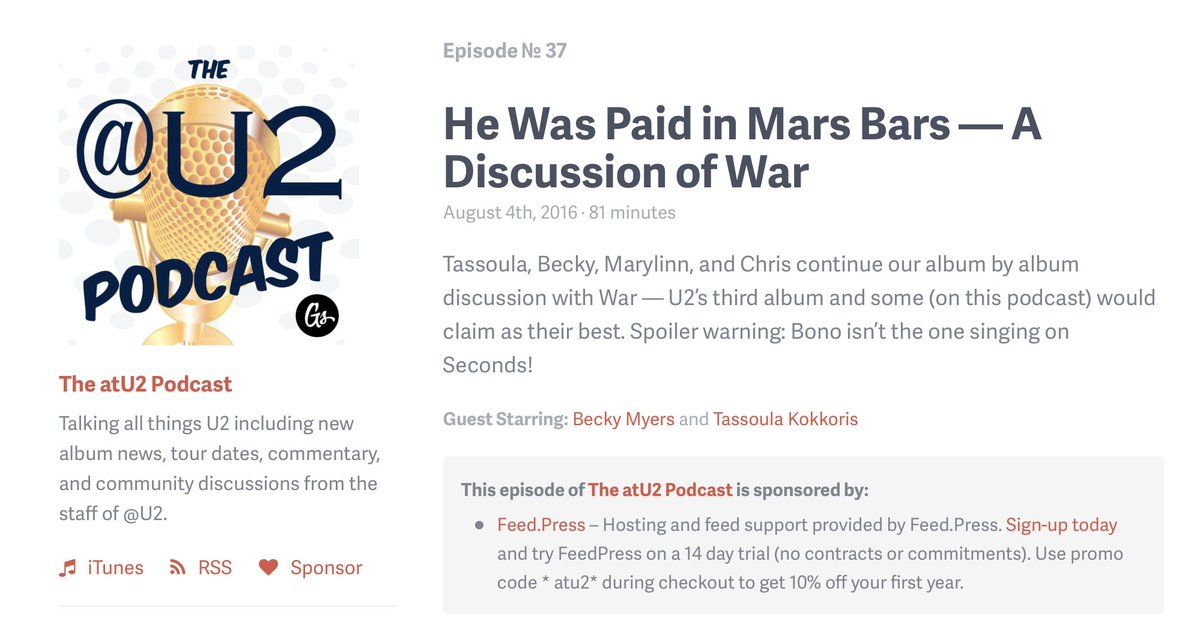 THE
@U2
PODCAST
Gs
The atU2 Podcast
Talking all things U2 including new
album news, tour dates, commentary,
and community discussions from the
staff of @U2.
iTunes RSS Sponsor
Episode № 37
He Was Paid in Mars Bars — A
Discussion of War
August 4th, 2016 · 81 minutes
Tassoula, Becky, Marylinn, and Chris continue our album by album
discussion with War — U2’s third album and some (on this podcast) would
claim as their best. Spoiler warning: Bono isn’t the one singing on
Seconds!
Guest Starring: Becky Myers and Tassoula Kokkoris
This episode of The atU2 Podcast is sponsored by:
• Feed.Press – Hosting and feed support provided by Feed.Press. Sign-up today
and try FeedPress on a 14 day trial (no contracts or commitments). Use promo
code * atu2* during checkout to get 10% off your first year.